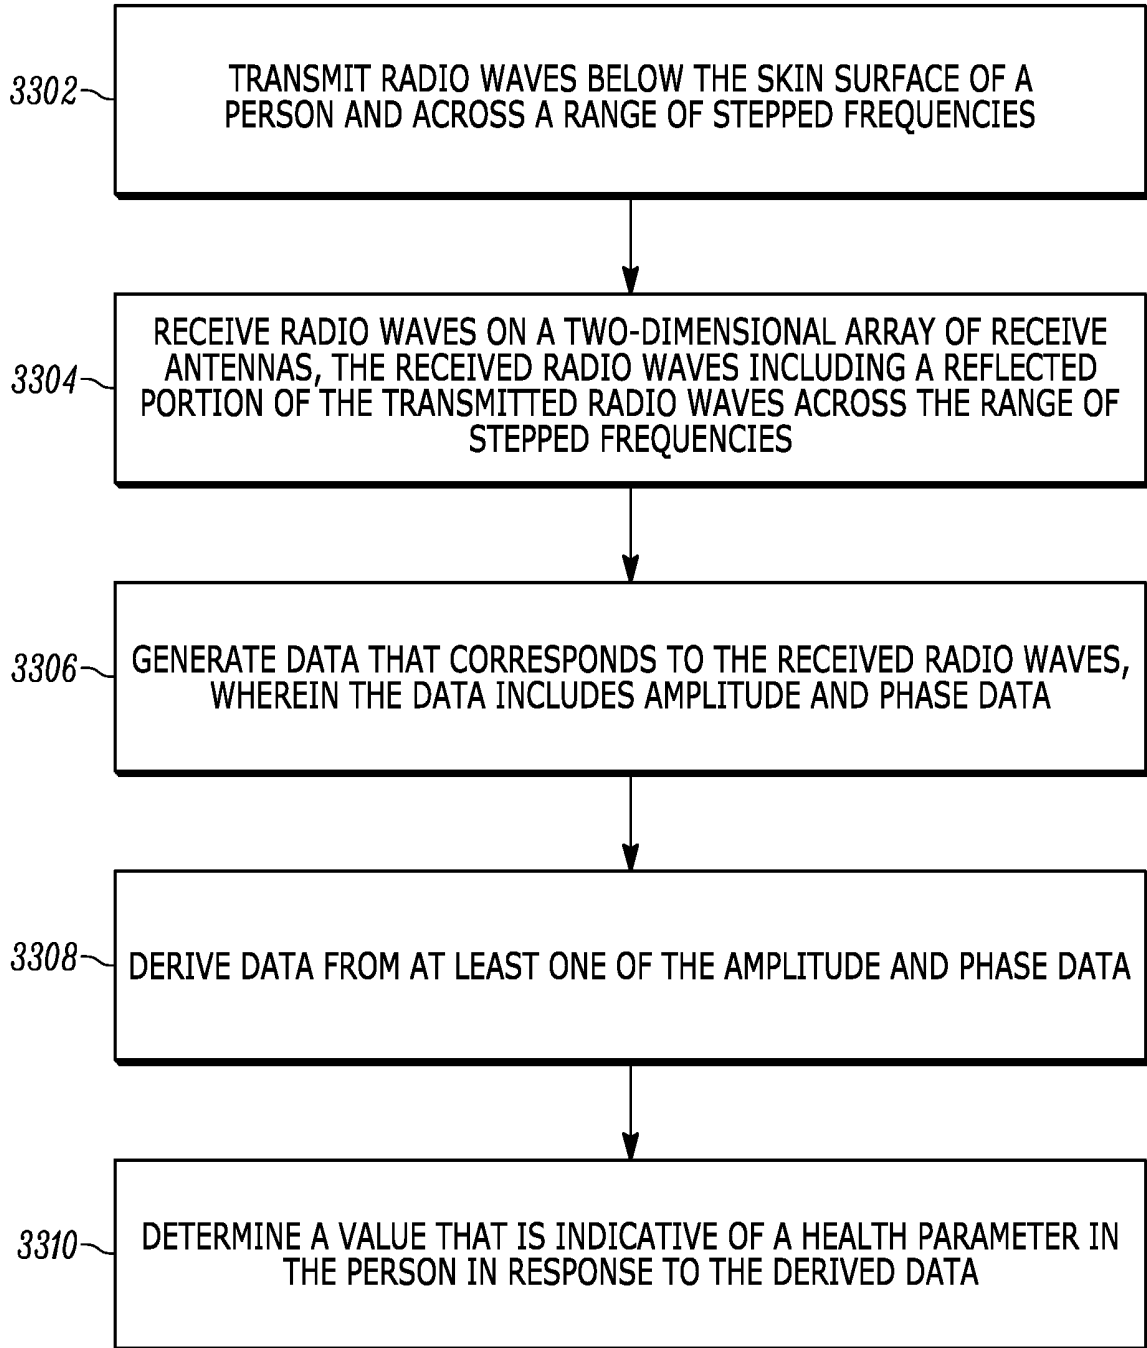 3302
TRANSMIT RADIO WAVES BELOW THE SKIN SURFACE OF A
PERSON AND ACROSS A RANGE OF STEPPED FREQUENCIES
3304
RECEIVE RADIO WAVES ON A TWO-DIMENSIONAL ARRAY OF RECEIVE
ANTENNAS, THE RECEIVED RADIO WAVES INCLUDING A REFLECTED
PORTION OF THE TRANSMITTED RADIO WAVES ACROSS THE RANGE OF
STEPPED FREQUENCIES
3306
GENERATE DATA THAT CORRESPONDS TO THE RECEIVED RADIO WAVES,
WHEREIN THE DATA INCLUDES AMPLITUDE AND PHASE DATA
3308
DERIVE DATA FROM AT LEAST ONE OF THE AMPLITUDE AND PHASE DATA
3310
DETERMINE A VALUE THAT IS INDICATIVE OF A HEALTH PARAMETER IN
THE PERSON IN RESPONSE TO THE DERIVED DATA